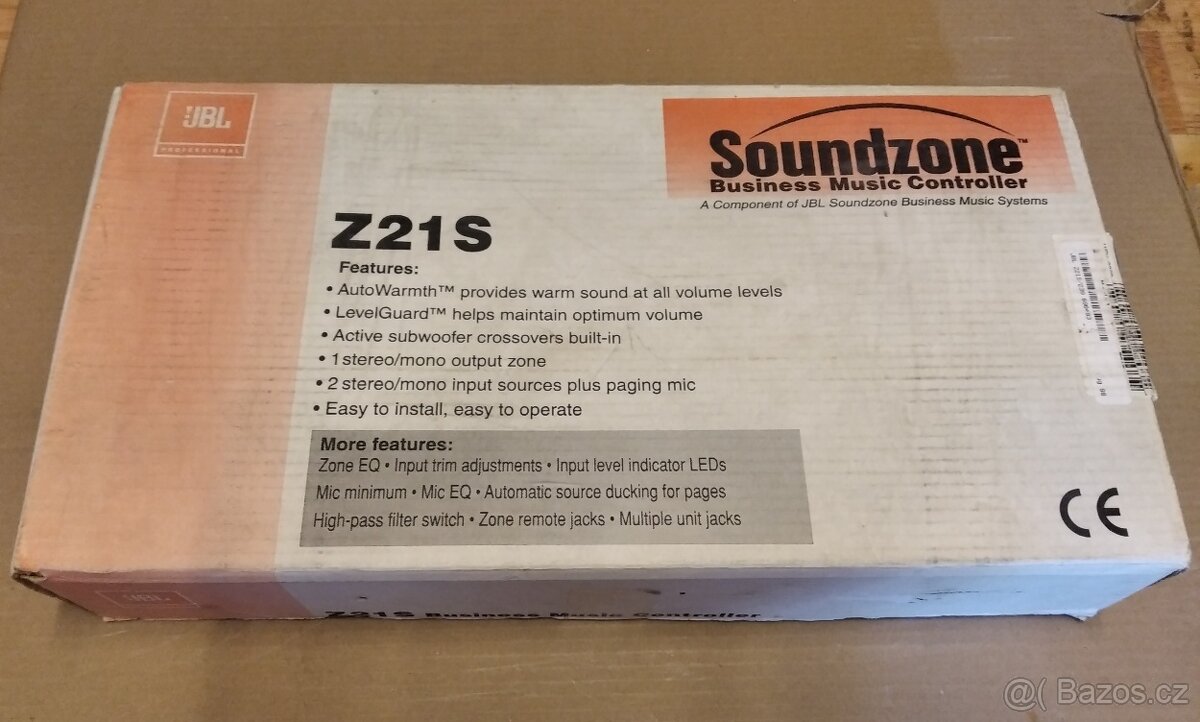 JBL
PROFESSIONAL
Soundzone™
Business Music Controller
A Component of JBL Soundzone Business Music Systems
Z21S
Features:
• AutoWarmth™ provides warm sound at all volume levels
• LevelGuard™ helps maintain optimum volume
• Active subwoofer crossovers built-in
• 1 stereo/mono output zone
• 2 stereo/mono input sources plus paging mic
• Easy to install, easy to operate
More features:
Zone EQ • Input trim adjustments • Input level indicator LEDs
Mic minimum • Mic EQ • Automatic source ducking for pages
High-pass filter switch • Zone remote jacks • Multiple unit jacks
CE
JBL
Z21S Business Music Controller
@( Bazos.cz